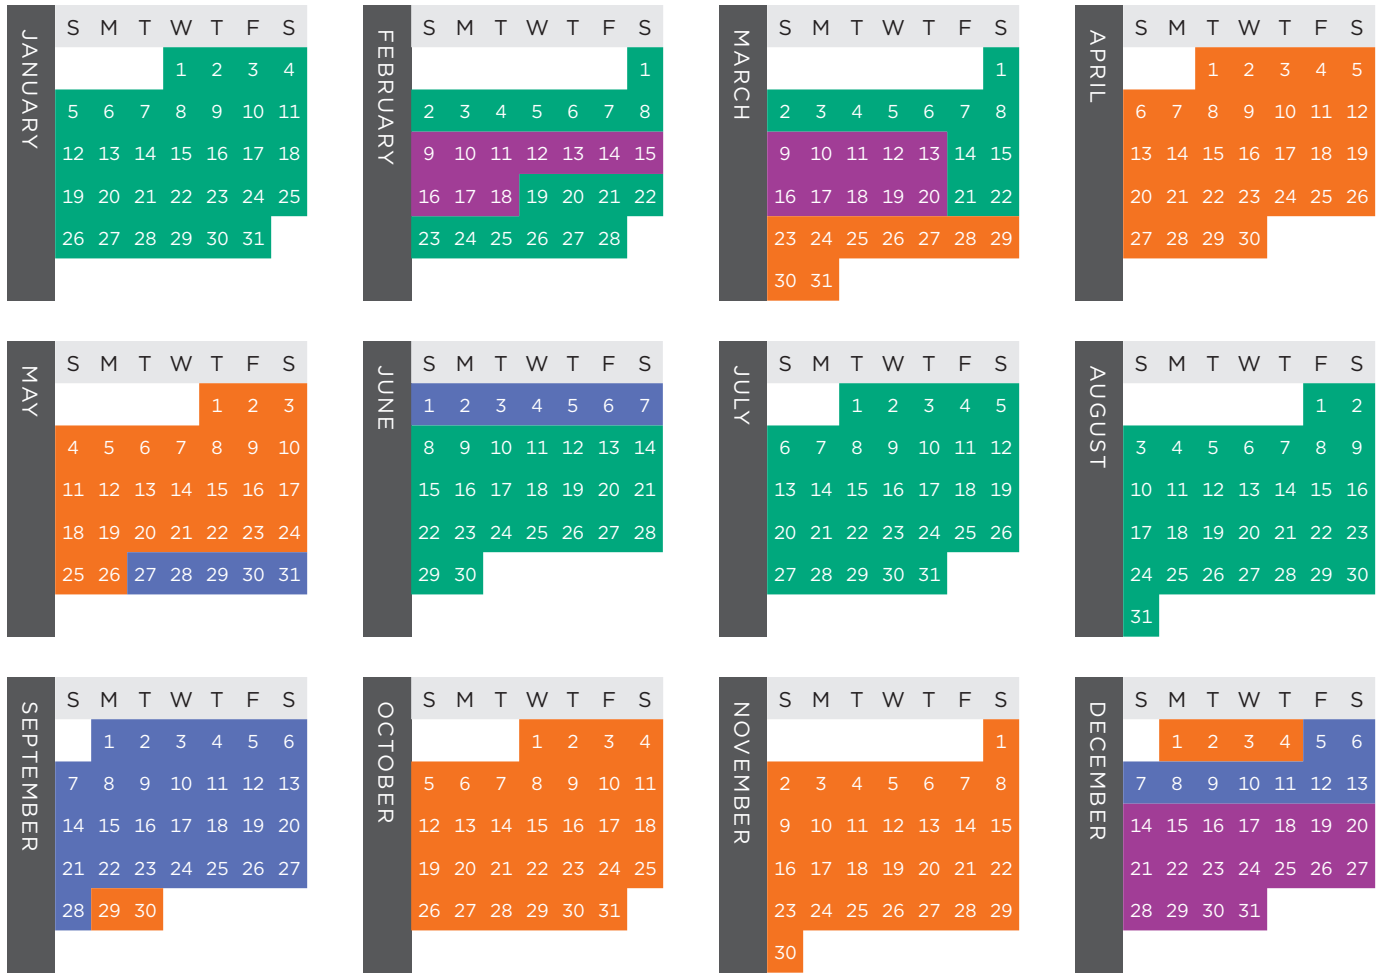 JANUARY
S M T W T F S
1 2 3 4
5 6 7 8 9 10 11
12 13 14 15 16 17 18
19 20 21 22 23 24 25
26 27 28 29 30 31
FEBRUARY
S M T W T F S
1
2 3 4 5 6 7 8
9 10 11 12 13 14 15
16 17 18 19 20 21 22
23 24 25 26 27 28
MARCH
S M T W T F S
1
2 3 4 5 6 7 8
9 10 11 12 13 14 15
16 17 18 19 20 21 22
23 24 25 26 27 28 29
30 31
APRIL
S M T W T F S
1 2 3 4 5
6 7 8 9 10 11 12
13 14 15 16 17 18 19
20 21 22 23 24 25 26
27 28 29 30
MAY
S M T W T F S
1 2 3
4 5 6 7 8 9 10
11 12 13 14 15 16 17
18 19 20 21 22 23 24
25 26 27 28 29 30 31
JUNE
S M T W T F S
1 2 3 4 5 6 7
8 9 10 11 12 13 14
15 16 17 18 19 20 21
22 23 24 25 26 27 28
29 30
JULY
S M T W T F S
1 2 3 4 5
6 7 8 9 10 11 12
13 14 15 16 17 18 19
20 21 22 23 24 25 26
27 28 29 30 31
AUGUST
S M T W T F S
1 2
3 4 5 6 7 8 9
10 11 12 13 14 15 16
17 18 19 20 21 22 23
24 25 26 27 28 29 30
31
SEPTEMBER
S M T W T F S
1 2 3 4 5 6
7 8 9 10 11 12 13
14 15 16 17 18 19 20
21 22 23 24 25 26 27
28 29 30
OCTOBER
S M T W T F S
1 2 3 4
5 6 7 8 9 10 11
12 13 14 15 16 17 18
19 20 21 22 23 24 25
26 27 28 29 30 31
NOVEMBER
S M T W T F S
1
2 3 4 5 6 7 8
9 10 11 12 13 14 15
16 17 18 19 20 21 22
23 24 25 26 27 28 29
30
DECEMBER
S M T W T F S
1 2 3 4 5 6
7 8 9 10 11 12 13
14 15 16 17 18 19 20
21 22 23 24 25 26 27
28 29 30 31